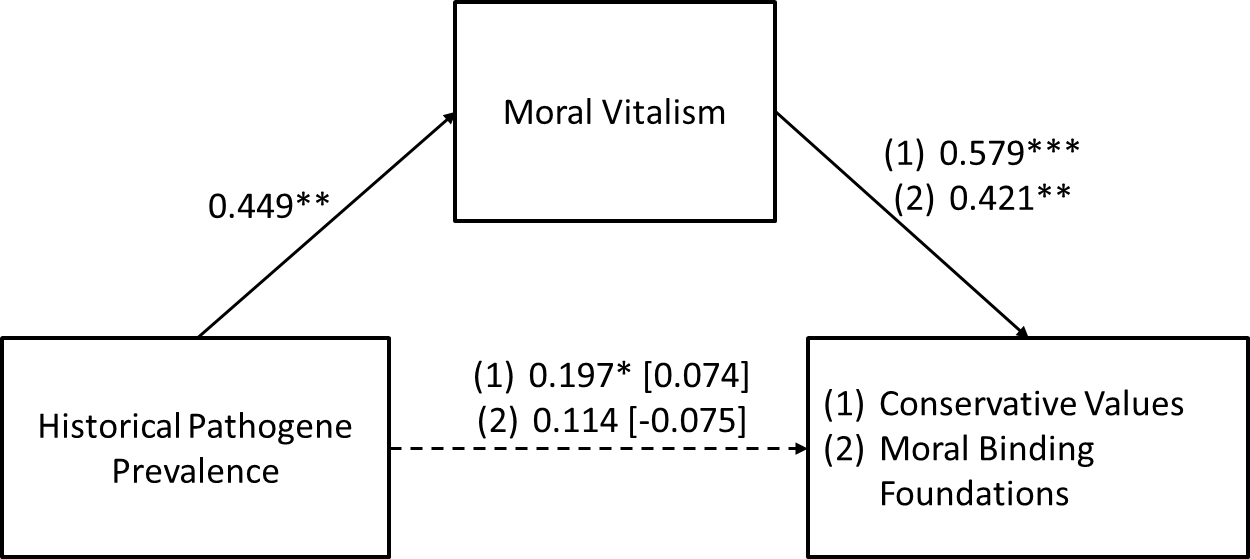 Moral Vitalism
(1) 0.579***
(2) 0.421**
0.449**
(1) 0.197* [0.074]
(2) 0.114 [-0.075]
Historical Pathogene
Prevalence
(1) Conservative Values
(2) Moral Binding
Foundations